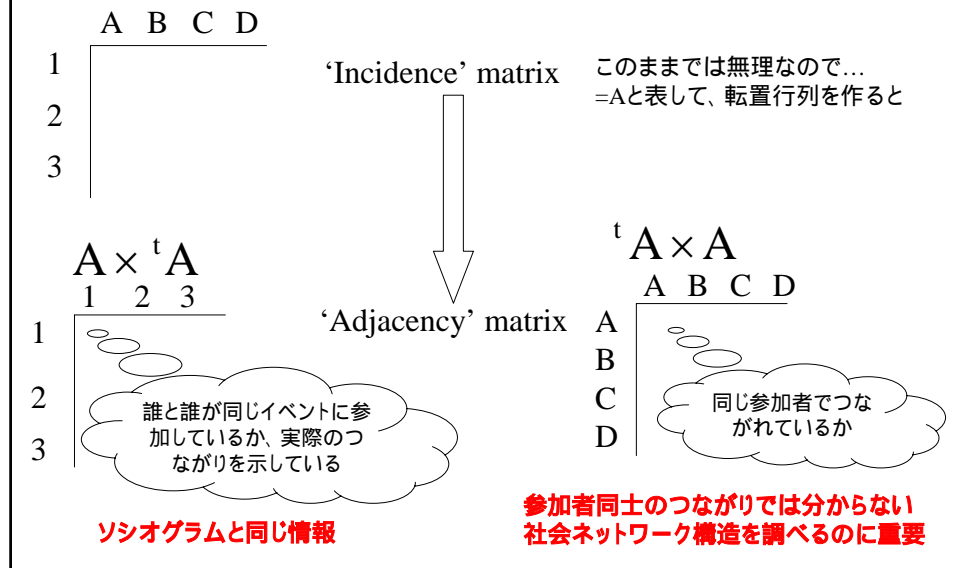 A B C D
1
2
3
‘Incidence’ matrix
このままでは無理なので…
=Aと表して、転置行列を作ると
A × ᵗA
1 2 3
1
2
3
誰と誰が同じイベントに参
加しているか、実際のつ
ながりを示している
ソシオグラムと同じ情報
‘Adjacency’ matrix
ᵗA × A
A B C D
A
B
C
D
同じ参加者でつな
がれているか
参加者同士のつながりでは分からない
社会ネットワーク構造を調べるのに重要